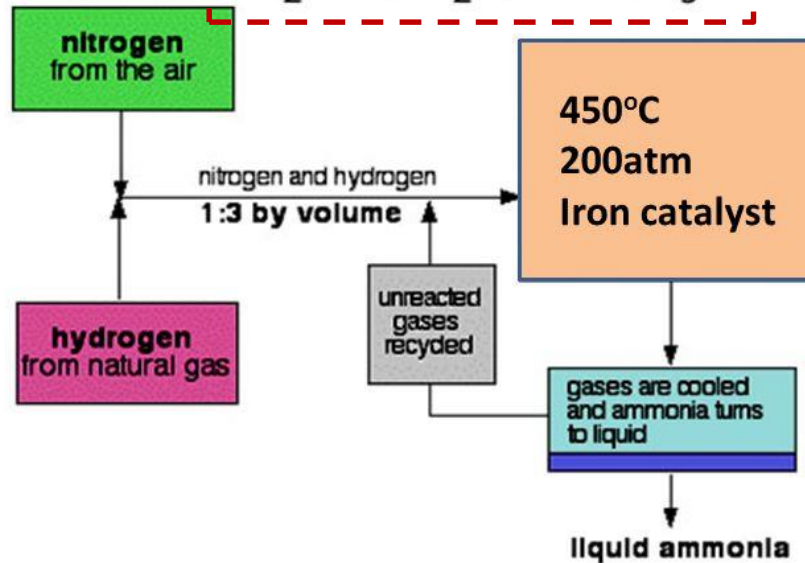 nitrogen
from the air
nitrogen and hydrogen
1:3 by volume
450°C
200atm
Iron catalyst
hydrogen
from natural gas
unreacted
gases
recyded
gases are cooled
and ammonia turns
to liquid
liquid ammonia